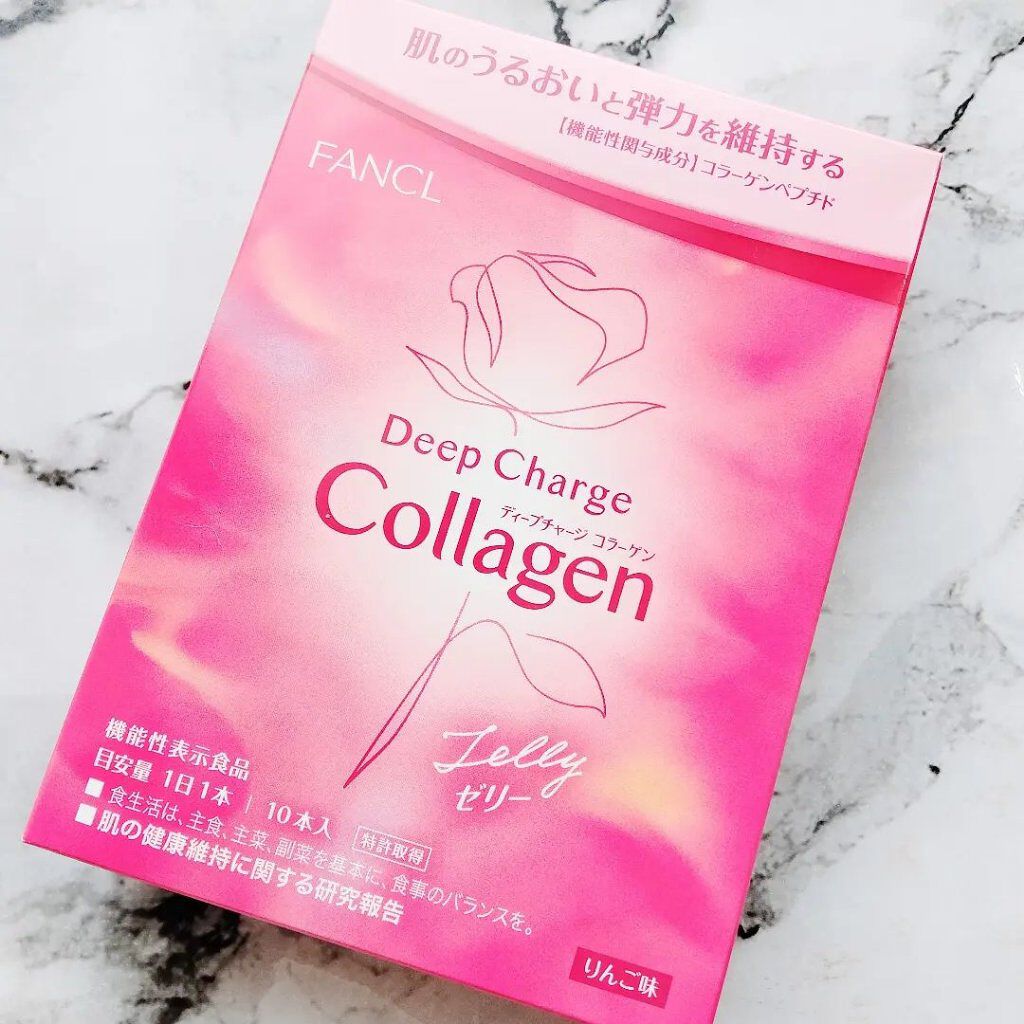 肌のうるおいと弾力を維持する
【機能性関与成分】コラーゲンペプチド
FANCL
Deep Charge
ディープチャージ コラーゲン
Collagen
Jelly
ゼリー
機能性表示食品
目安量 1日1本 | 10本入
特許取得
■ 食生活は、主食、主菜、副菜を基本に、食事のバランスを。
■肌の健康維持に関する研究報告
りんご味